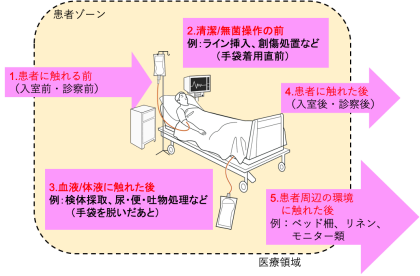 患者ゾーン
2.清潔/無菌操作の前
例：ライン挿入、創傷処置など
（手袋着用直前）
1.患者に触れる前
（入室前・診察前）
4.患者に触れた後
（入室後・診察後）
3.血液/体液に触れた後
例：検体採取、尿・便・吐物処理など
（手袋を脱いだあと）
5.患者周辺の環境
に触れた後
例：ベッド柵、リネン、
モニター類
医療領域